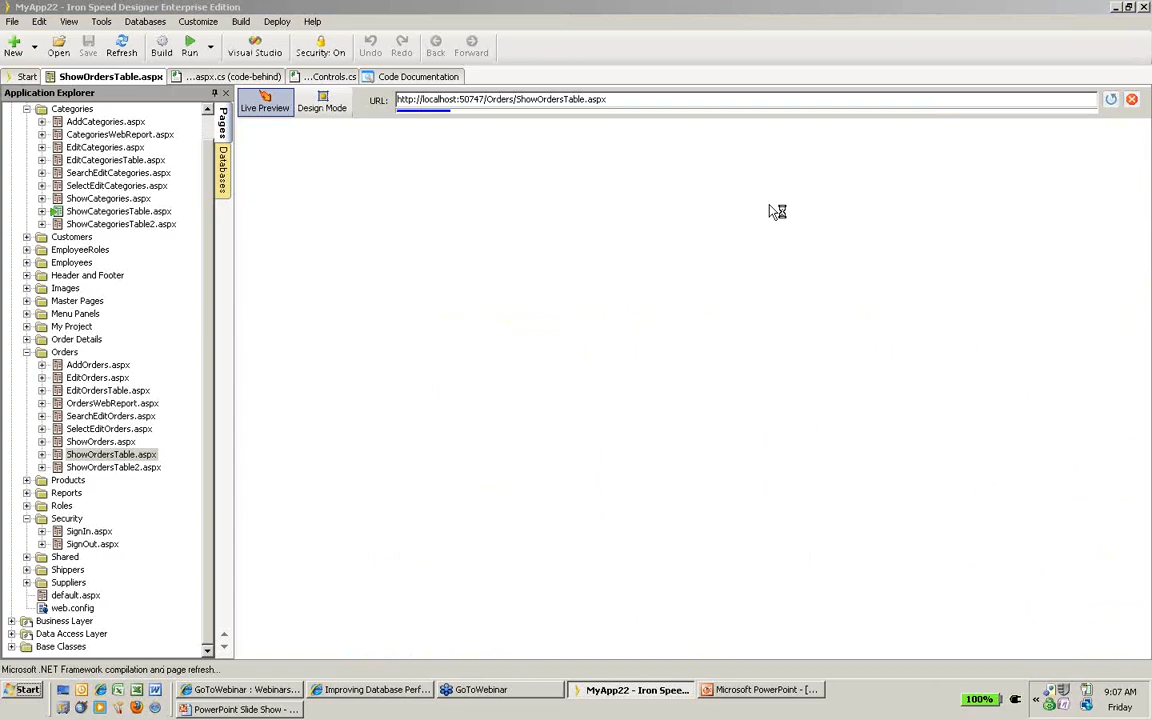 MyApp22 - Iron Speed Designer Enterprise Edition
File Edit View Tools Databases Customize Build Deploy Help
New Open Save Refresh Build Run Visual Studio Security: On Undo Redo Back Forward
Start ShowOrdersTable.aspx ...aspx.cs (code-behind) ...Controls.cs Code Documentation
Application Explorer
Live Preview Design Mode URL: http://localhost:50747/Orders/ShowOrdersTable.aspx
Pages
Databases
Categories
AddCategories.aspx
CategoriesWebReport.aspx
EditCategories.aspx
EditCategoriesTable.aspx
SearchEditCategories.aspx
SelectEditCategories.aspx
ShowCategories.aspx
ShowCategoriesTable.aspx
ShowCategoriesTable2.aspx
Customers
EmployeeRoles
Employees
Header and Footer
Images
Master Pages
Menu Panels
My Project
Order Details
Orders
AddOrders.aspx
EditOrders.aspx
EditOrdersTable.aspx
OrdersWebReport.aspx
SearchEditOrders.aspx
SelectEditOrders.aspx
ShowOrders.aspx
ShowOrdersTable.aspx
ShowOrdersTable2.aspx
Products
Reports
Roles
Security
SignIn.aspx
SignOut.aspx
Shared
Shippers
Suppliers
default.aspx
web.config
Business Layer
Data Access Layer
Base Classes
Microsoft .NET Framework compilation and page refresh...
Start GoToWebinar : Webinars... Improving Database Perf... GoToWebinar MyApp22 - Iron Spee... Microsoft PowerPoint - [... 100% 9:07 AM
PowerPoint Slide Show - ... Friday